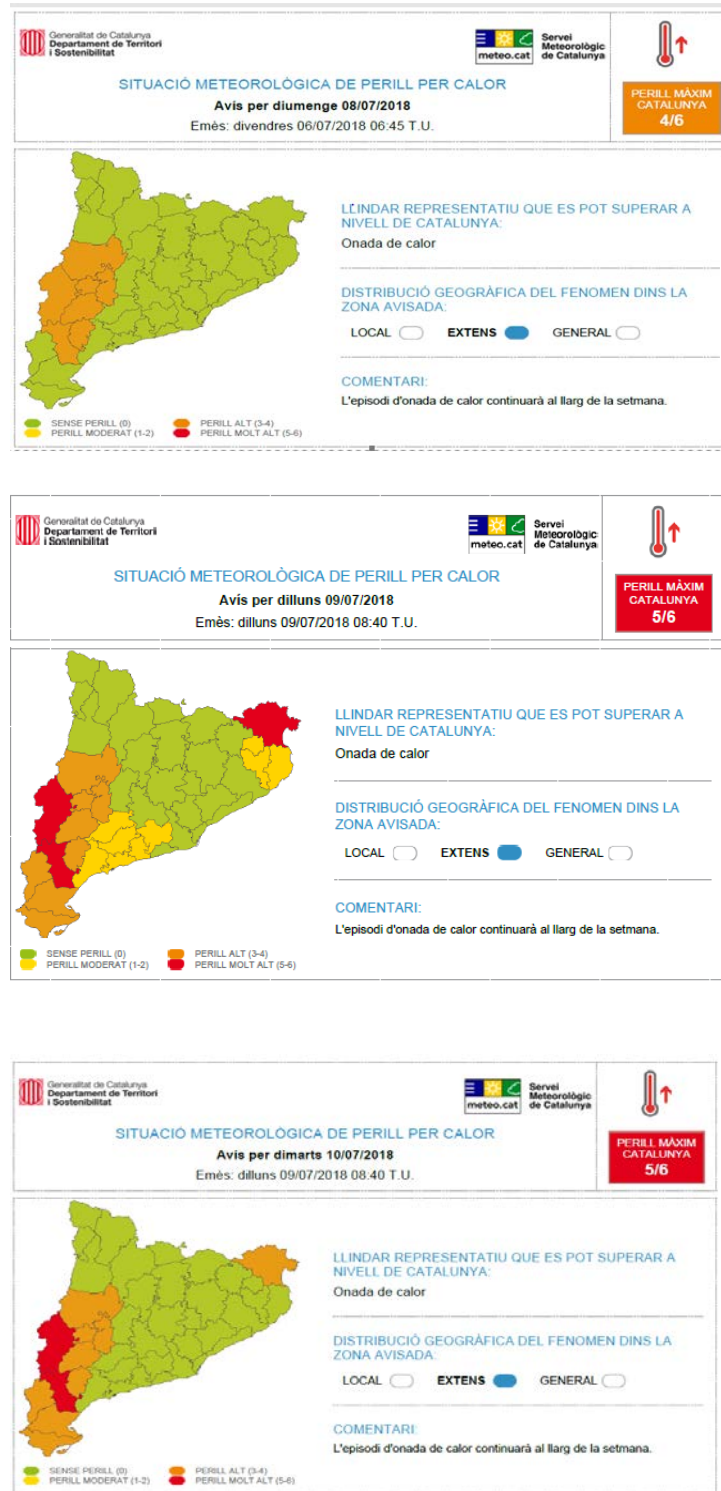 Generalitat de Catalunya
Departament de Territori
i Sostenibilitat
meteo.cat
Servei
Meteorològic
de Catalunya
SITUACIÓ METEOROLÒGICA DE PERILL PER CALOR
Avís per diumenge 08/07/2018
Emès: divendres 06/07/2018 06:45 T.U.
PERILL MÀXIM
CATALUNYA
4/6
LLINDAR REPRESENTATIU QUE ES POT SUPERAR A
NIVELL DE CATALUNYA:
Onada de calor
DISTRIBUCIÓ GEOGRÀFICA DEL FENOMEN DINS LA
ZONA AVISADA:
LOCAL EXTENS GENERAL
COMENTARI:
L'episodi d'onada de calor continuarà al llarg de la setmana.
SENSE PERILL (0) PERILL ALT (3-4)
PERILL MODERAT (1-2) PERILL MOLT ALT (5-6)
Generalitat de Catalunya
Departament de Territori
i Sostenibilitat
meteo.cat
Servei
Meteorològic
de Catalunya
SITUACIÓ METEOROLÒGICA DE PERILL PER CALOR
Avís per dilluns 09/07/2018
Emès: dilluns 09/07/2018 08:40 T.U.
PERILL MÀXIM
CATALUNYA
5/6
LLINDAR REPRESENTATIU QUE ES POT SUPERAR A
NIVELL DE CATALUNYA:
Onada de calor
DISTRIBUCIÓ GEOGRÀFICA DEL FENOMEN DINS LA
ZONA AVISADA:
LOCAL EXTENS GENERAL
COMENTARI:
L'episodi d'onada de calor continuarà al llarg de la setmana.
SENSE PERILL (0) PERILL ALT (3-4)
PERILL MODERAT (1-2) PERILL MOLT ALT (5-6)
Generalitat de Catalunya
Departament de Territori
i Sostenibilitat
meteo.cat
Servei
Meteorològic
de Catalunya
SITUACIÓ METEOROLÒGICA DE PERILL PER CALOR
Avís per dimarts 10/07/2018
Emès: dilluns 09/07/2018 08:40 T.U.
PERILL MÀXIM
CATALUNYA
5/6
LLINDAR REPRESENTATIU QUE ES POT SUPERAR A
NIVELL DE CATALUNYA:
Onada de calor
DISTRIBUCIÓ GEOGRÀFICA DEL FENOMEN DINS LA
ZONA AVISADA:
LOCAL EXTENS GENERAL
COMENTARI:
L'episodi d'onada de calor continuarà al llarg de la setmana.
SENSE PERILL (0) PERILL ALT (3-4)
PERILL MODERAT (1-2) PERILL MOLT ALT (5-6)